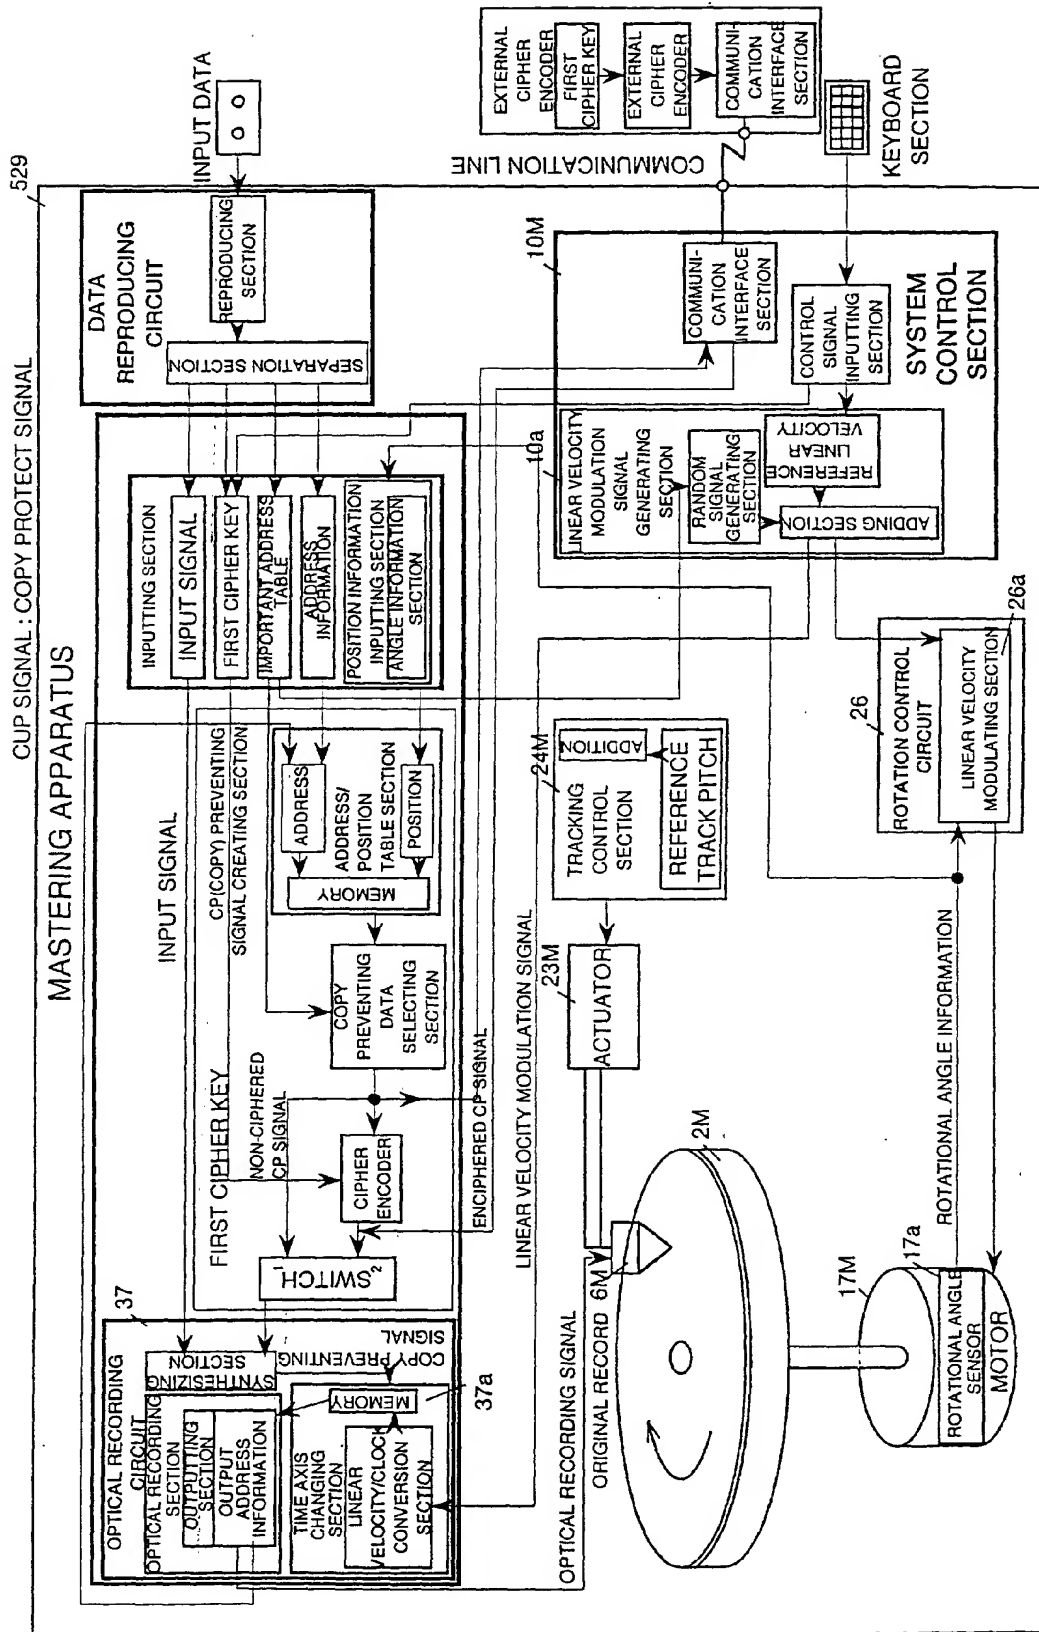 CUP SIGNAL : COPY PROTECT SIGNAL
529
MASTERING APPARATUS
OPTICAL RECORDING
CIRCUIT
37
OPTICAL RECORDING
SECTION
OUTPUTTING
SECTION
OUTPUT
ADDRESS
INFORMATION
SYNTHESIZING
SECTION
COPY PREVENTING
SIGNAL
TIME AXIS
CHANGING
SECTION
MEMORY
37a
LINEAR
VELOCITY/CLOCK
CONVERSION
SECTION
INPUT SIGNAL
CP(COPY) PREVENTING
SIGNAL CREATING SECTION
FIRST CIPHER KEY
NON-CIPHERED
CP SIGNAL
SWITCH
1
2
CIPHER
ENCODER
COPY
PREVENTING
DATA
SELECTING
SECTION
ADDRESS
ADDRESS/
POSITION
TABLE SECTION
MEMORY
POSITION
ENCIPHERED CP SIGNAL
INPUTTING SECTION
INPUT SIGNAL
FIRST CIPHER KEY
IMPORTANT ADDRESS
TABLE
ADDRESS
INFORMATION
POSITION INFORMATION
INPUTTING SECTION
ANGLE INFORMATION
SECTION
DATA
REPRODUCING
CIRCUIT
SEPARATION SECTION
REPRODUCING
SECTION
INPUT DATA
EXTERNAL
CIPHER
ENCODER
FIRST
CIPHER KEY
EXTERNAL
CIPHER
ENCODER
COMMUNI-
CATION
INTERFACE
SECTION
COMMUNICATION LINE
KEYBOARD
SECTION
10M
COMMUNI-
CATION
INTERFACE
SECTION
CONTROL
SIGNAL
INPUTTING
SECTION
SYSTEM
CONTROL
SECTION
10a
LINEAR VELOCITY
MODULATION
SIGNAL
GENERATING
SECTION
RANDOM
SIGNAL
GENERATING
SECTION
REFERENCE
LINEAR
VELOCITY
ADDING SECTION
LINEAR VELOCITY MODULATION SIGNAL
24M
TRACKING
CONTROL
SECTION
ADDITION
REFERENCE
TRACK PITCH
23M
ACTUATOR
OPTICAL RECORDING SIGNAL
ORIGINAL RECORD
6M
2M
26
ROTATION CONTROL
CIRCUIT
26a
LINEAR VELOCITY
MODULATING SECTION
ROTATIONAL ANGLE INFORMATION
17M
17a
ROTATIONAL ANGLE
SENSOR
MOTOR